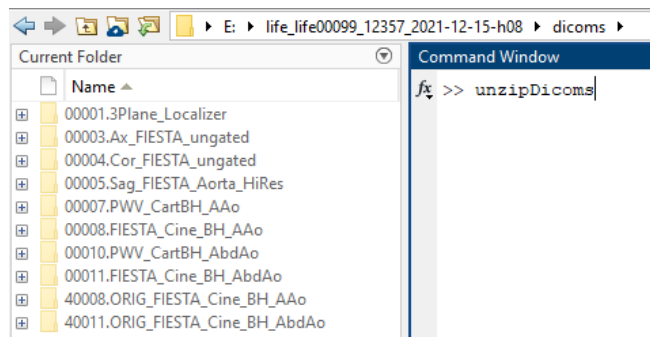 E: ▸ life_life00099_12357_2021-12-15-h08 ▸ dicoms ▸
Current Folder
Name
00001.3Plane_Localizer
00003.Ax_FIESTA_ungated
00004.Cor_FIESTA_ungated
00005.Sag_FIESTA_Aorta_HiRes
00007.PWV_CartBH_AAo
00008.FIESTA_Cine_BH_AAo
00010.PWV_CartBH_AbdAo
00011.FIESTA_Cine_BH_AbdAo
40008.ORIG_FIESTA_Cine_BH_AAo
40011.ORIG_FIESTA_Cine_BH_AbdAo
Command Window
fx >> unzipDicoms